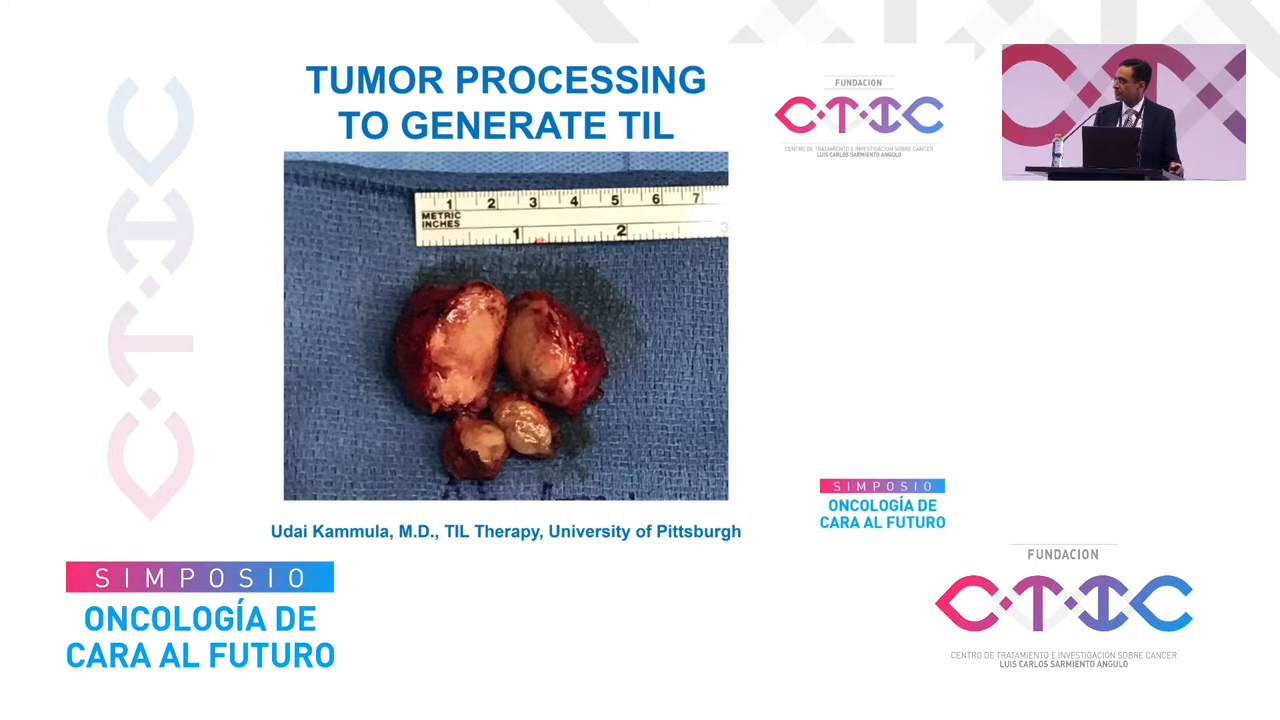 TUMOR PROCESSING
TO GENERATE TIL
1 2 3 4 5 6 7
METRIC
INCHES
1 2 3
Udai Kammula, M.D., TIL Therapy, University of Pittsburgh
FUNDACION
CTIC
CENTRO DE TRATAMIENTO E INVESTIGACION SOBRE CANCER
LUIS CARLOS SARMIENTO ANGULO
SIMPOSIO
ONCOLOGÍA DE
CARA AL FUTURO
CTIC
SIMPOSIO
ONCOLOGÍA DE
CARA AL FUTURO
FUNDACION
CTIC
CENTRO DE TRATAMIENTO E INVESTIGACION SOBRE CANCER
LUIS CARLOS SARMIENTO ANGULO